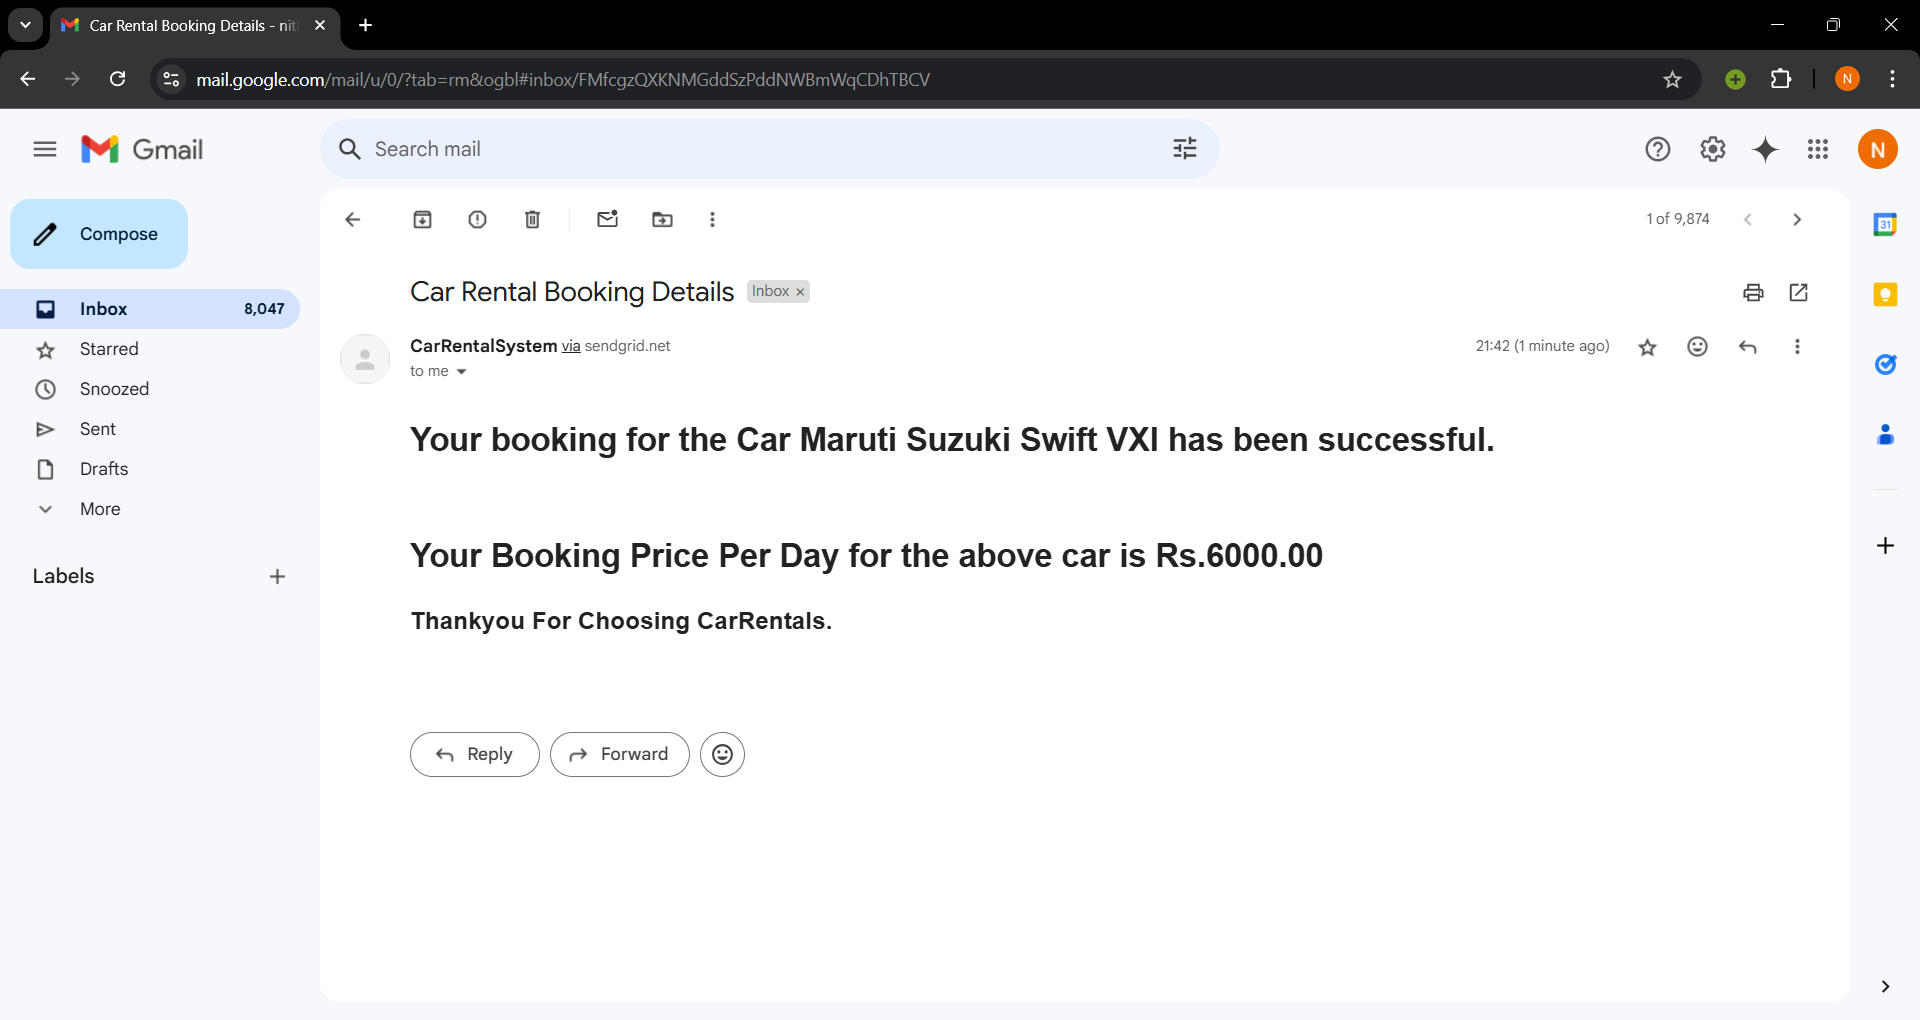 Car Rental Booking Details - nit
mail.google.com/mail/u/0/?tab=rm&ogbl#inbox/FMfcgzQXKNMGddSzPddNWBmWqCDhTBCV
N
Gmail
Search mail
N
Compose
1 of 9,874
31
Car Rental Booking Details Inbox ×
Inbox 8,047
CarRentalSystem via sendgrid.net 21:42 (1 minute ago)
Starred
to me
Snoozed
Sent
Your booking for the Car Maruti Suzuki Swift VXI has been successful.
Drafts
More
Your Booking Price Per Day for the above car is Rs.6000.00
Labels +
Thankyou For Choosing CarRentals.
Reply Forward